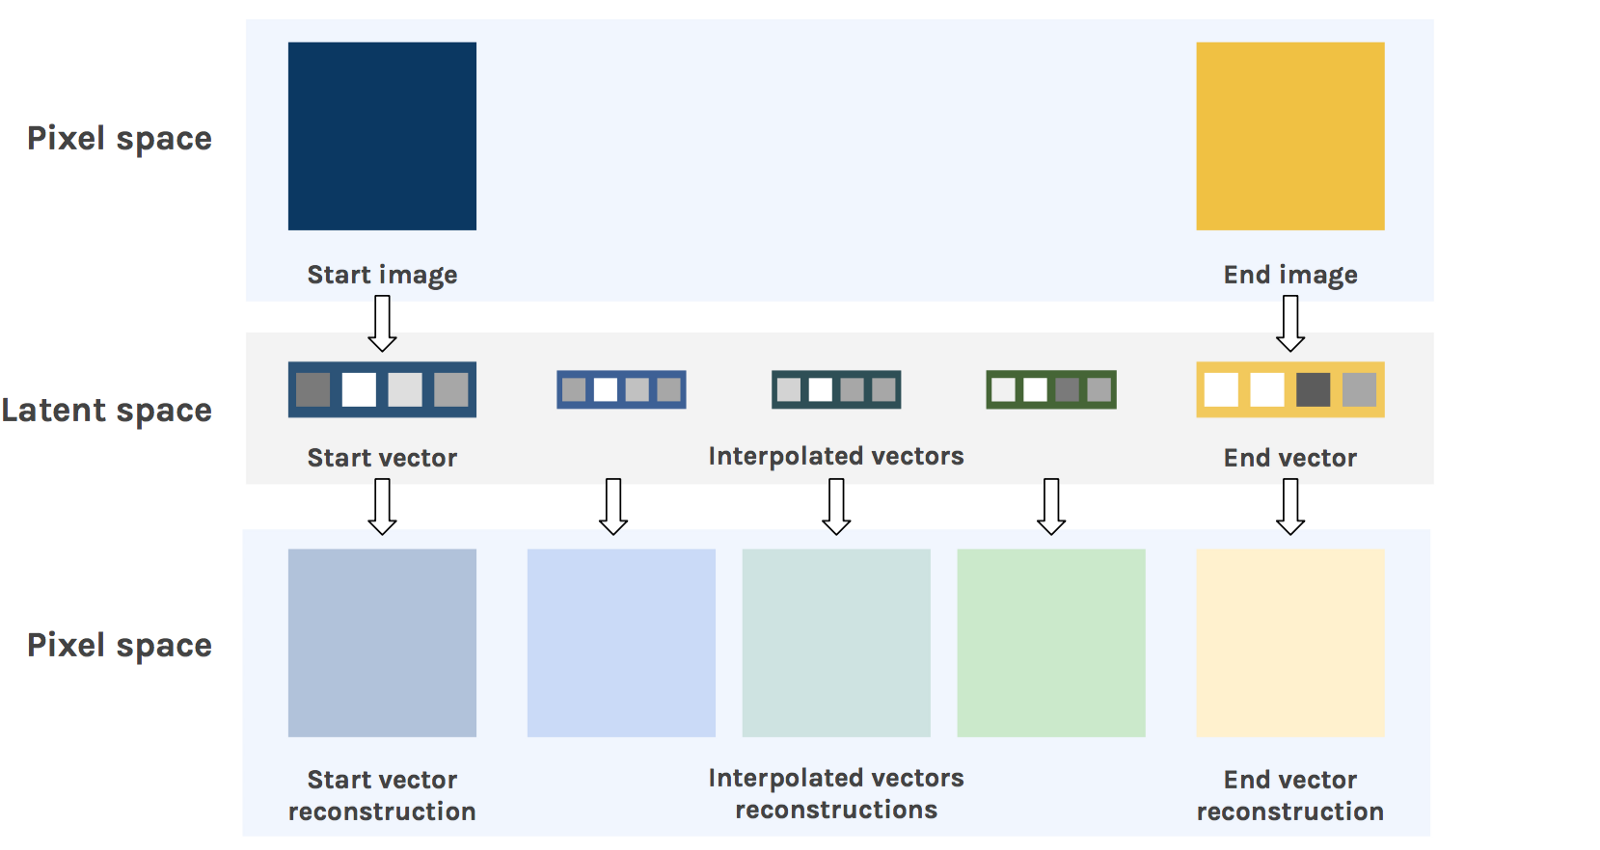 Pixel space
Start image
End image
Latent space
Start vector
Interpolated vectors
End vector
Pixel space
Start vector
reconstruction
Interpolated vectors
reconstructions
End vector
reconstruction